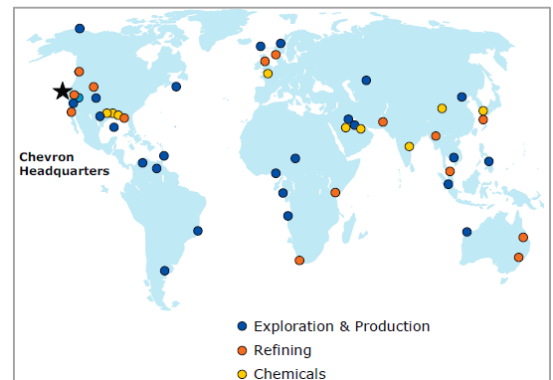 Chevron
Headquarters
Exploration & Production
Refining
Chemicals